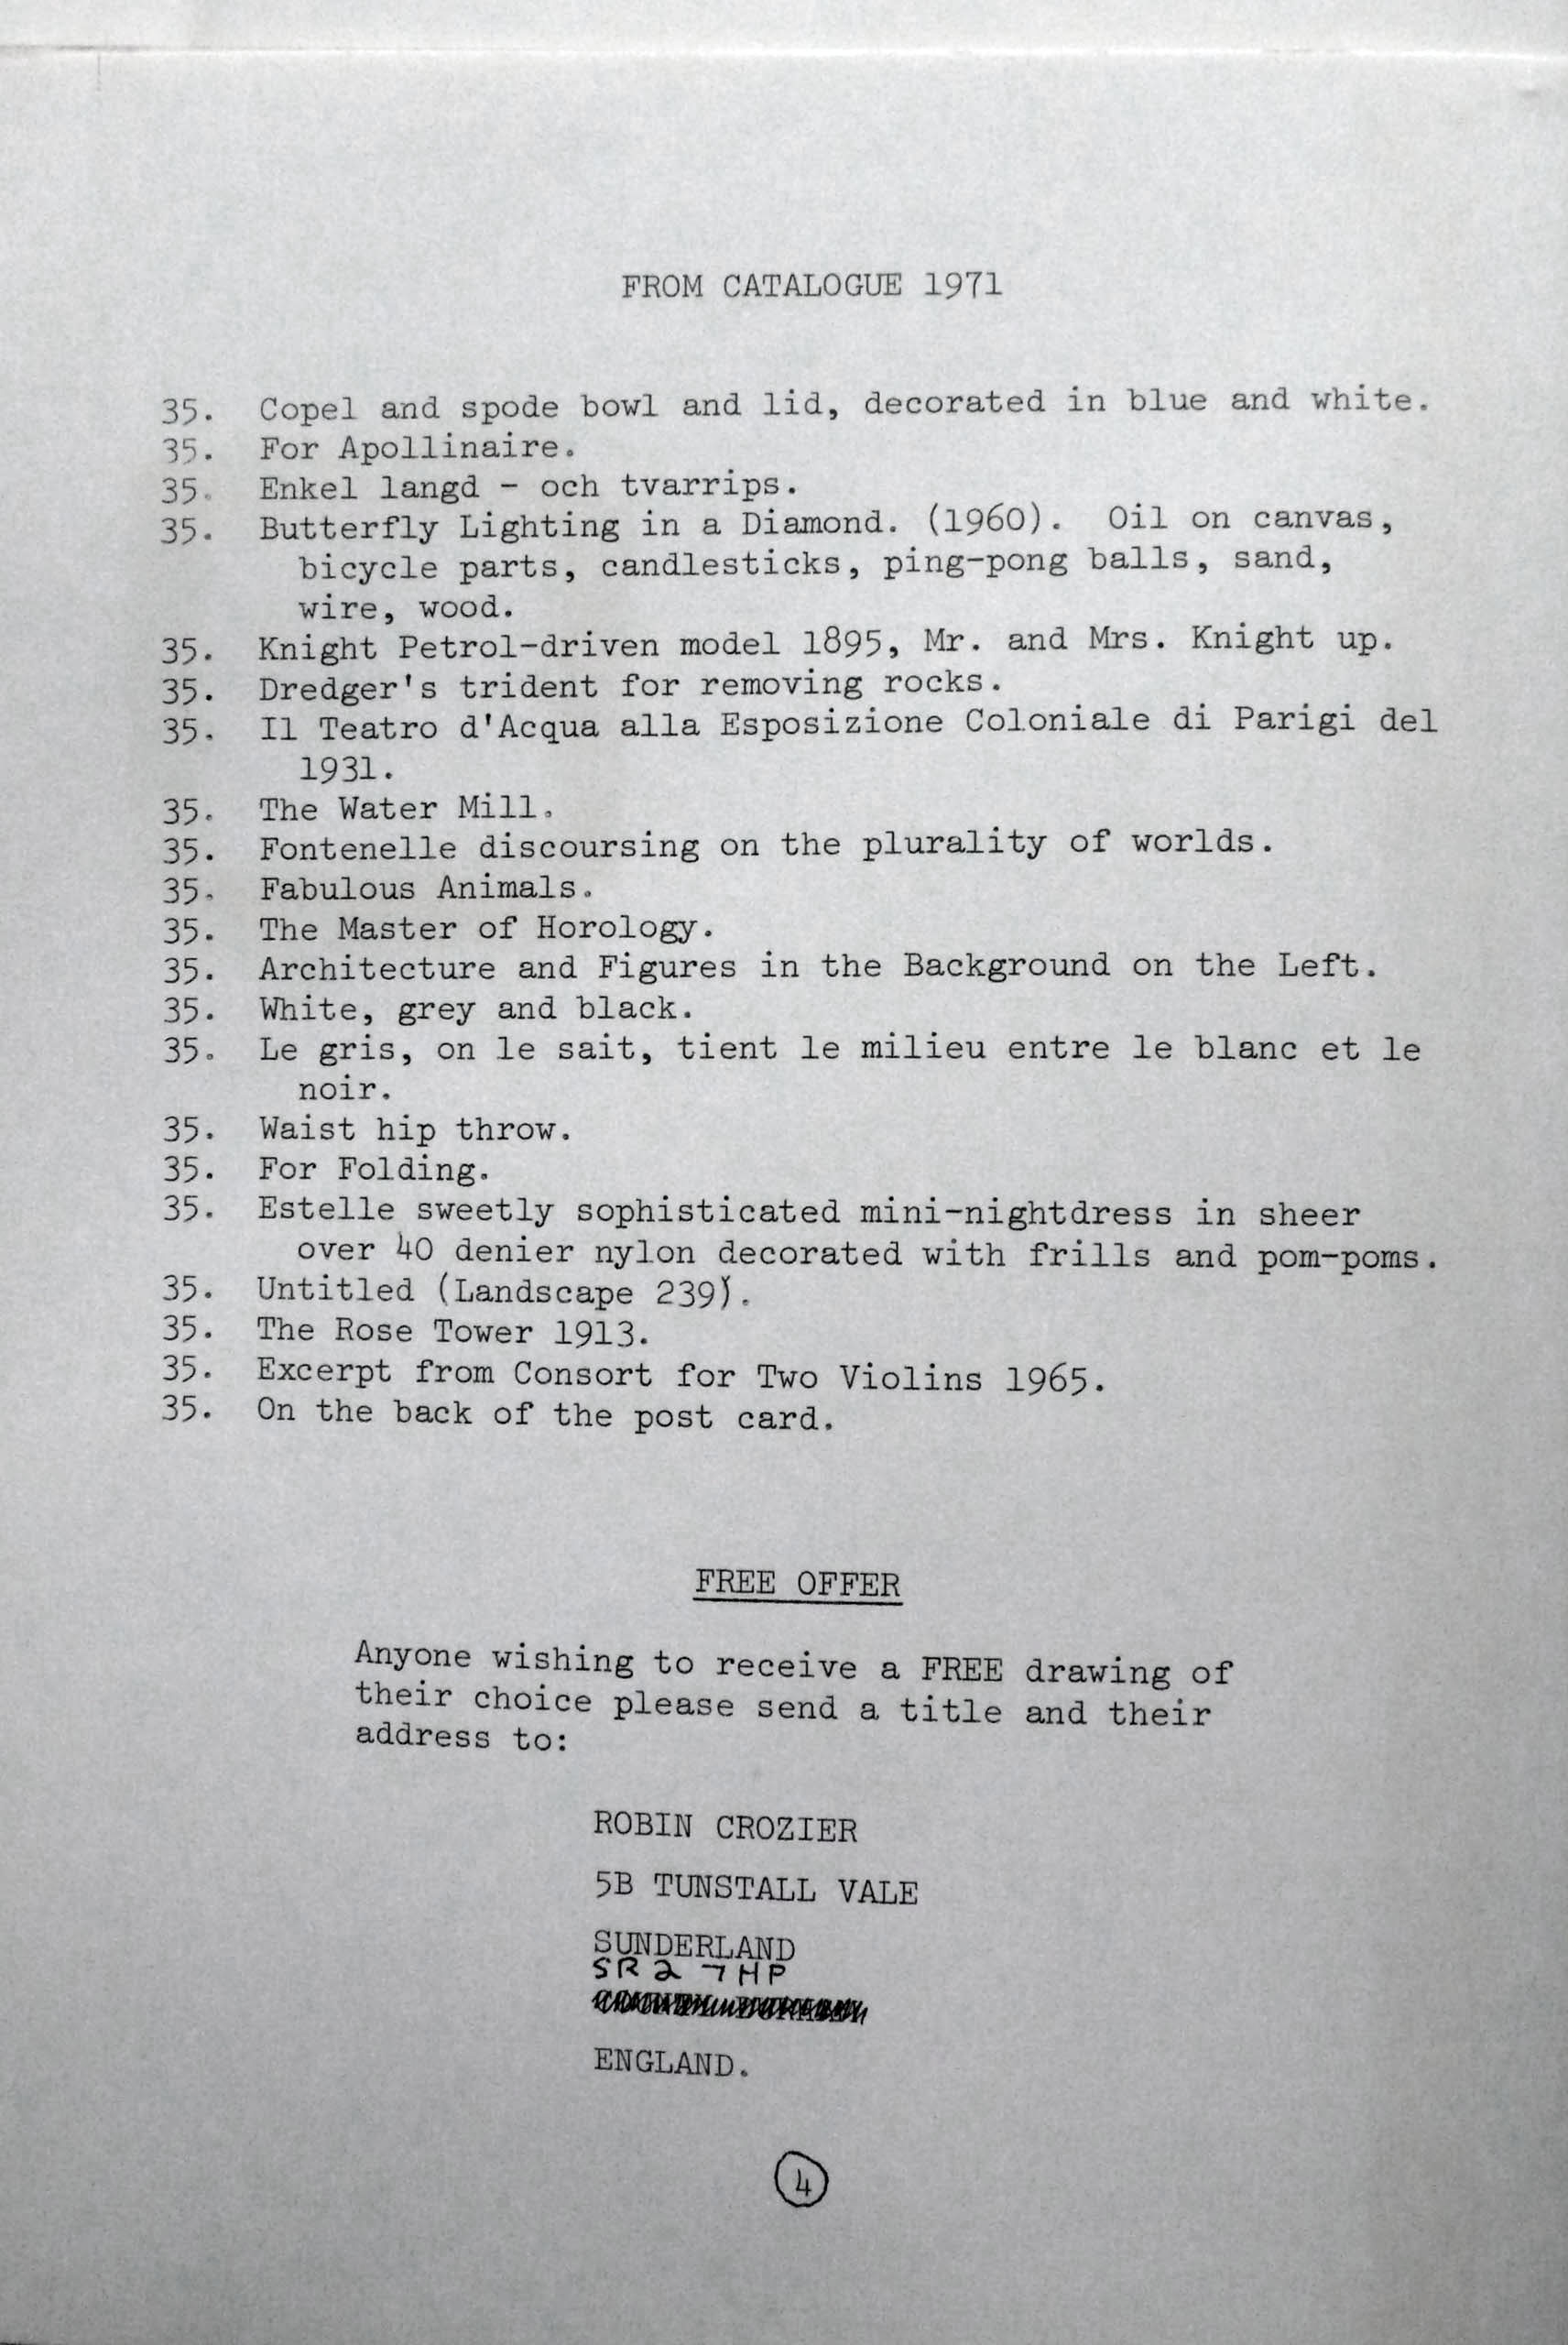 FROM CATALOGUE 1971
35. Copel and spode bowl and lid, decorated in blue and white.
35. For Apollinaire.
35. Enkel langd - och tvarrips.
35. Butterfly Lighting in a Diamond. (1960). Oil on canvas,
bicycle parts, candlesticks, ping-pong balls, sand,
wire, wood.
35. Knight Petrol-driven model 1895, Mr. and Mrs. Knight up.
35. Dredger's trident for removing rocks.
35. Il Teatro d'Acqua alla Esposizione Coloniale di Parigi del
1931.
35. The Water Mill.
35. Fontenelle discoursing on the plurality of worlds.
35. Fabulous Animals.
35. The Master of Horology.
35. Architecture and Figures in the Background on the Left.
35. White, grey and black.
35. Le gris, on le sait, tient le milieu entre le blanc et le
noir.
35. Waist hip throw.
35. For Folding.
35. Estelle sweetly sophisticated mini-nightdress in sheer
over 40 denier nylon decorated with frills and pom-poms.
35. Untitled (Landscape 239).
35. The Rose Tower 1913.
35. Excerpt from Consort for Two Violins 1965.
35. On the back of the post card.
FREE OFFER
Anyone wishing to receive a FREE drawing of
their choice please send a title and their
address to:
ROBIN CROZIER
5B TUNSTALL VALE
SUNDERLAND
SR2 7HP
ENGLAND.
4